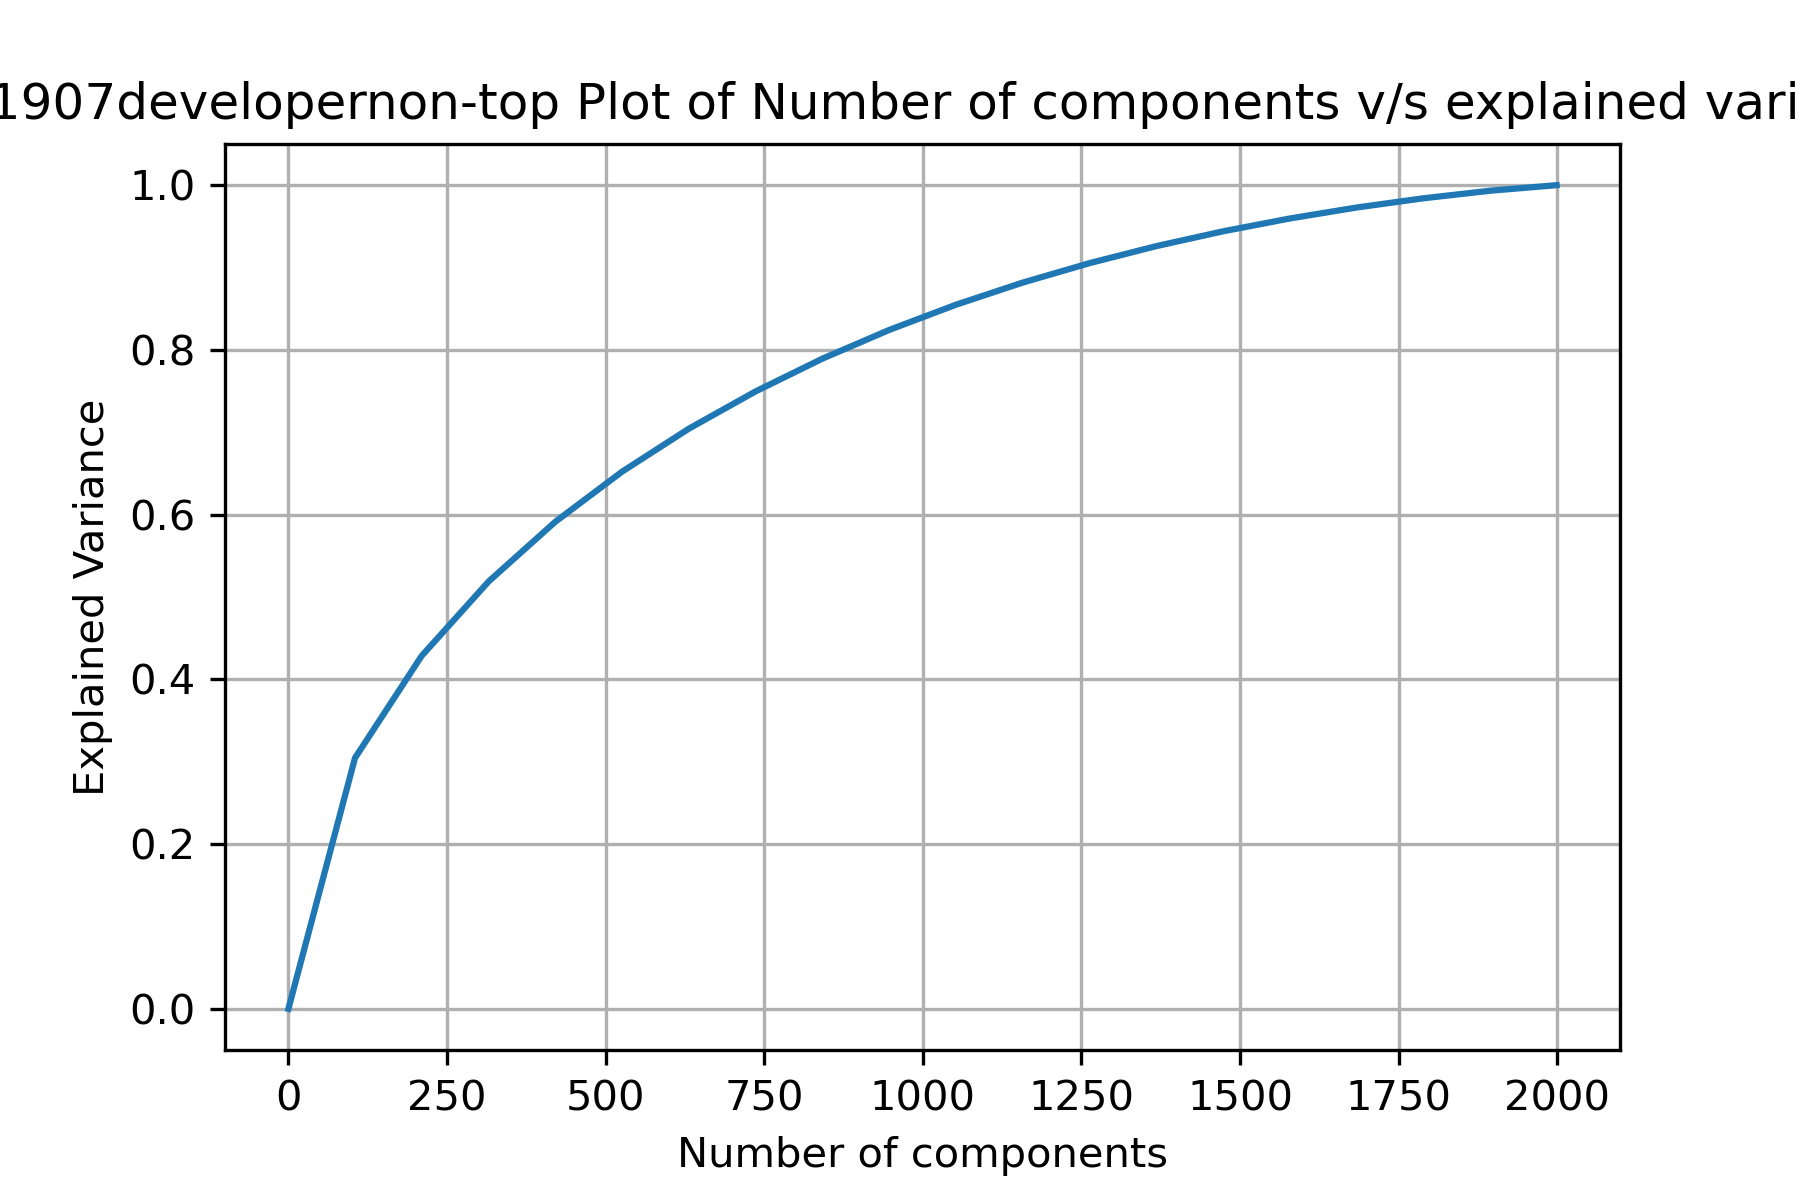 1907developernon-top Plot of Number of components v/s explained vari
1.0
0.8
0.6
0.4
0.2
0.0
Explained Variance
0 250 500 750 1000 1250 1500 1750 2000
Number of components